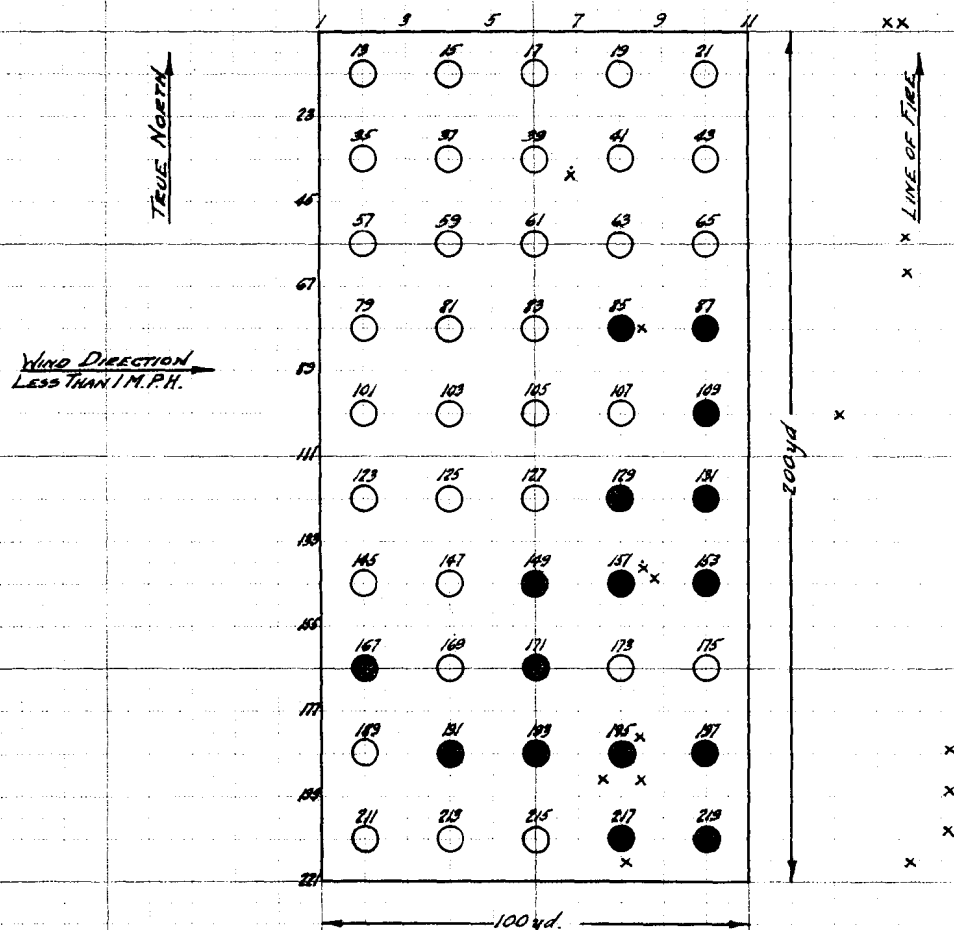 1 3 5 7 9 11 xx
13 15 17 19 21
TRUE NORTH
LINE OF FIRE
23
35 37 39 41 43
x
45
57 59 61 63 65
x
x
67
79 81 83 85 x 87
WIND DIRECTION
LESS THAN 1 M.P.H.
89
101 103 105 107 109
x
111
200 yd
123 125 127 129 131
133
145 147 149 151 153
x
x
155
167 169 171 173 175
177
189 191 193 195 197
x
x
x x
199
x
211 213 215 217 219
x
x
x
221
100 yd.